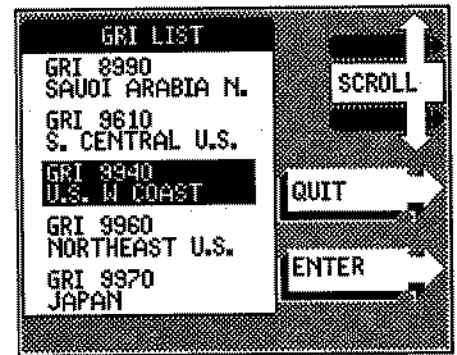 GRI LIST
GRI 8990
SAUDI ARABIA N.
GRI 9610
S. CENTRAL U.S.
GRI 9940
U.S. W COAST
GRI 9960
NORTHEAST U.S.
GRI 9970
JAPAN
SCROLL
QUIT
ENTER